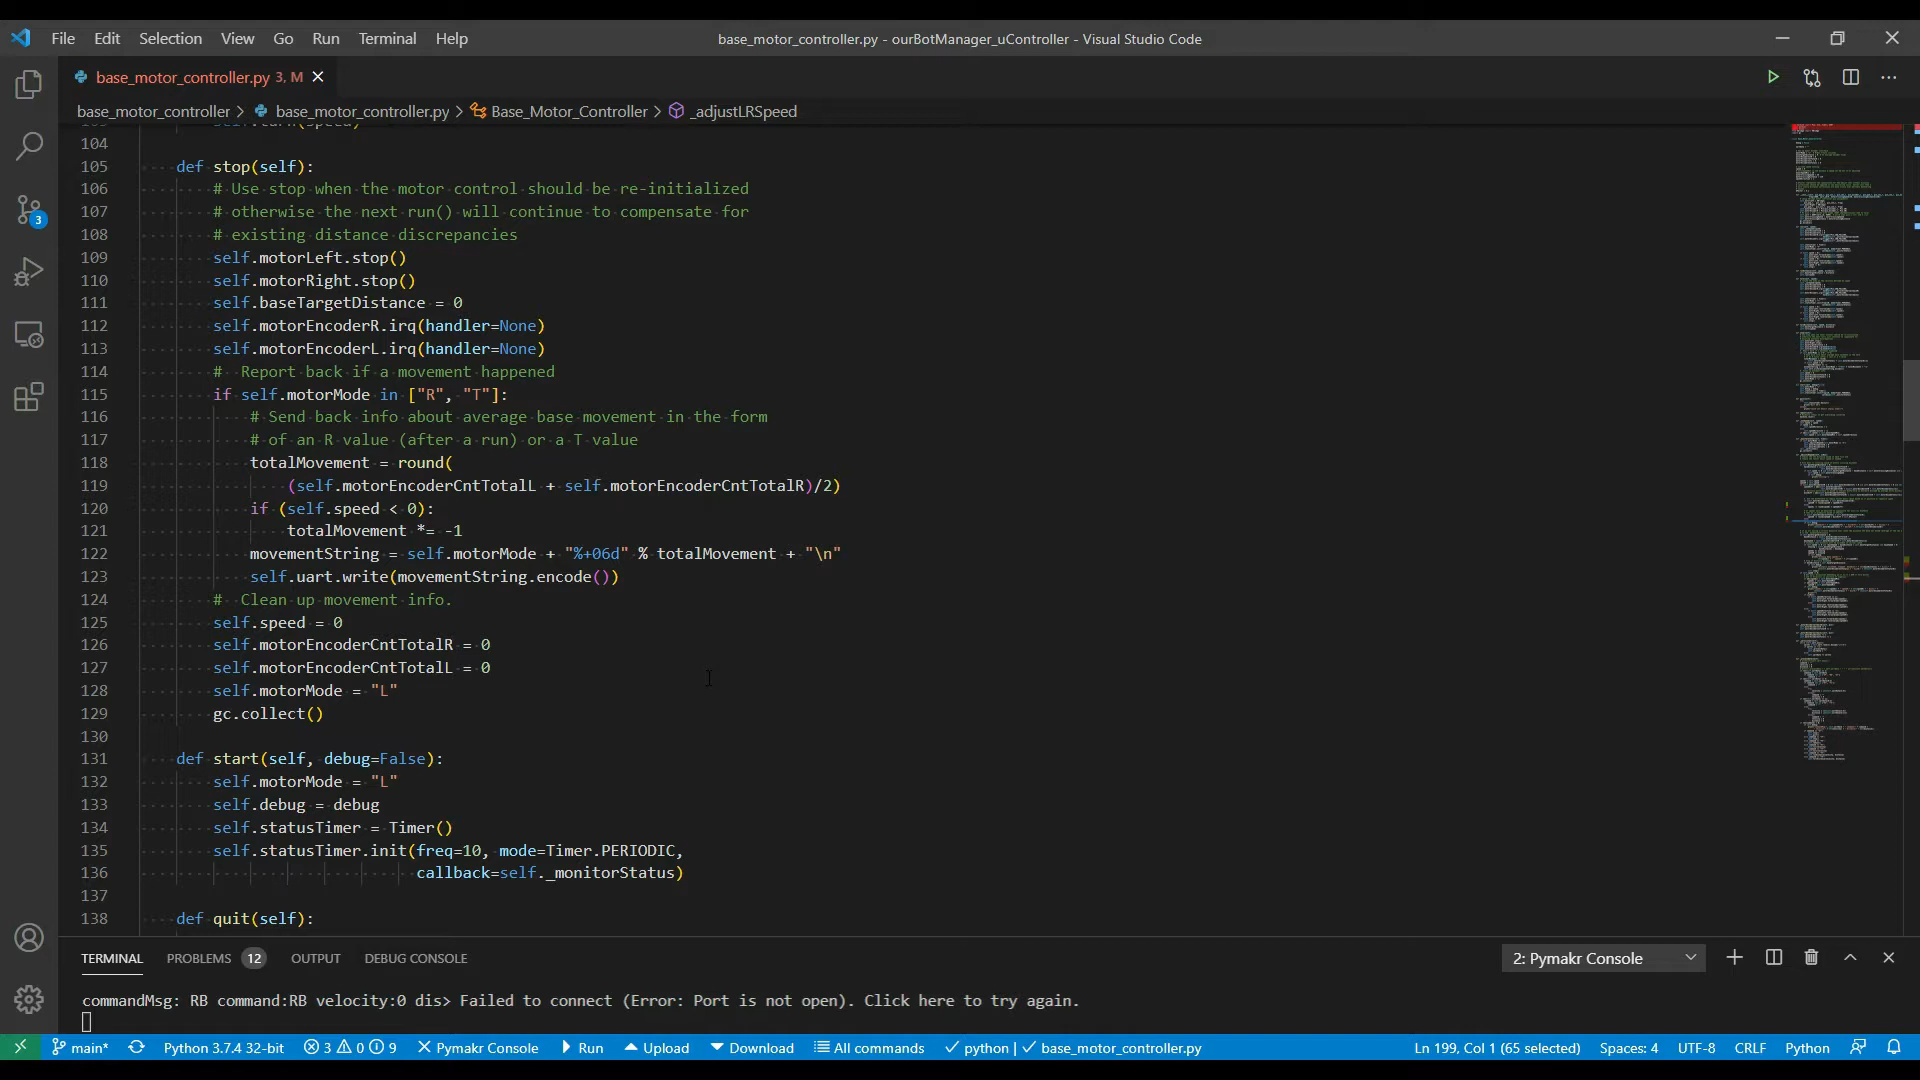 File Edit Selection View Go Run Terminal Help
base_motor_controller.py - ourBotManager_uController - Visual Studio Code
base_motor_controller.py 3, M
base_motor_controller > base_motor_controller.py > Base_Motor_Controller > _adjustLRSpeed
104
105 def stop(self):
106 # Use stop when the motor control should be re-initialized
107 # otherwise the next run() will continue to compensate for
108 # existing distance discrepancies
109 self.motorLeft.stop()
110 self.motorRight.stop()
111 self.baseTargetDistance = 0
112 self.motorEncoderR.irq(handler=None)
113 self.motorEncoderL.irq(handler=None)
114 # Report back if a movement happened
115 if self.motorMode in ["R", "T"]:
116 # Send back info about average base movement in the form
117 # of an R value (after a run) or a T value
118 totalMovement = round(
119 (self.motorEncoderCntTotalL + self.motorEncoderCntTotalR)/2)
120 if (self.speed < 0):
121 totalMovement *= -1
122 movementString = self.motorMode + "%+06d" % totalMovement + "\n"
123 self.uart.write(movementString.encode())
124 # Clean up movement info.
125 self.speed = 0
126 self.motorEncoderCntTotalR = 0
127 self.motorEncoderCntTotalL = 0
128 self.motorMode = "L"
129 gc.collect()
130
131 def start(self, debug=False):
132 self.motorMode = "L"
133 self.debug = debug
134 self.statusTimer = Timer()
135 self.statusTimer.init(freq=10, mode=Timer.PERIODIC,
136 callback=self._monitorStatus)
137
138 def quit(self):
3
TERMINAL PROBLEMS 12 OUTPUT DEBUG CONSOLE 2: Pymakr Console
commandMsg: RB command:RB velocity:0 dis> Failed to connect (Error: Port is not open). Click here to try again.
main* Python 3.7.4 32-bit 3 0 9 Pymakr Console Run Upload Download All commands python | base_motor_controller.py Ln 199, Col 1 (65 selected) Spaces: 4 UTF-8 CRLF Python